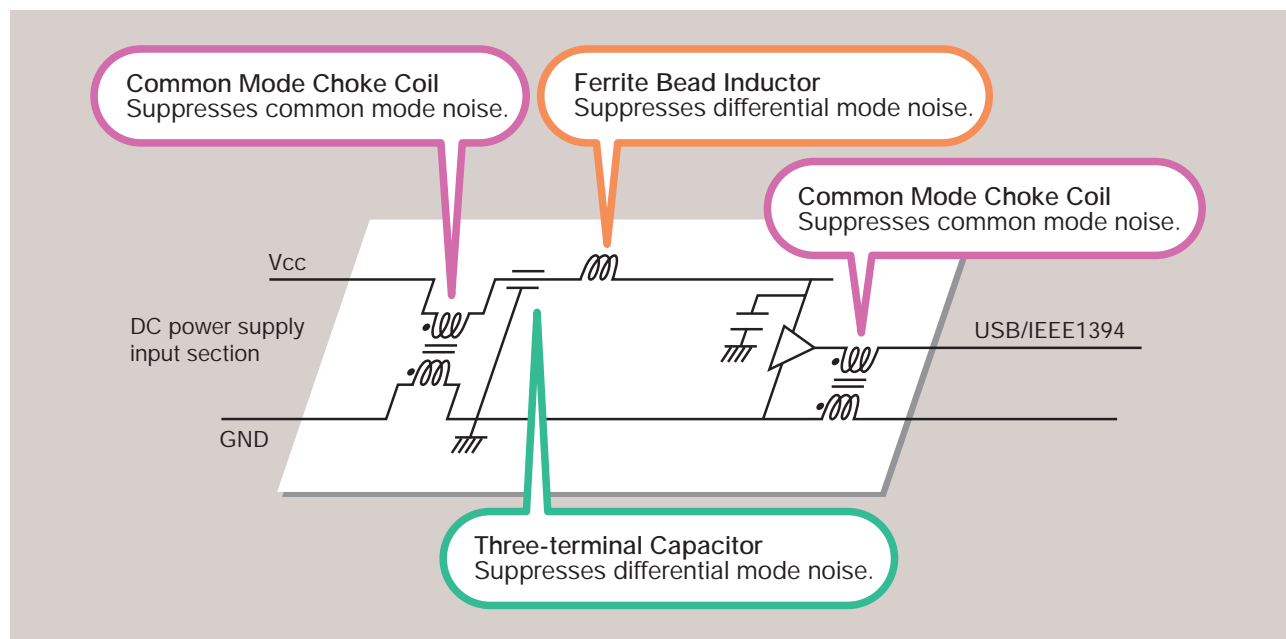 Common Mode Choke Coil
Suppresses common mode noise.
Ferrite Bead Inductor
Suppresses differential mode noise.
Common Mode Choke Coil
Suppresses common mode noise.
Vcc
DC power supply
input section
USB/IEEE1394
GND
Three-terminal Capacitor
Suppresses differential mode noise.